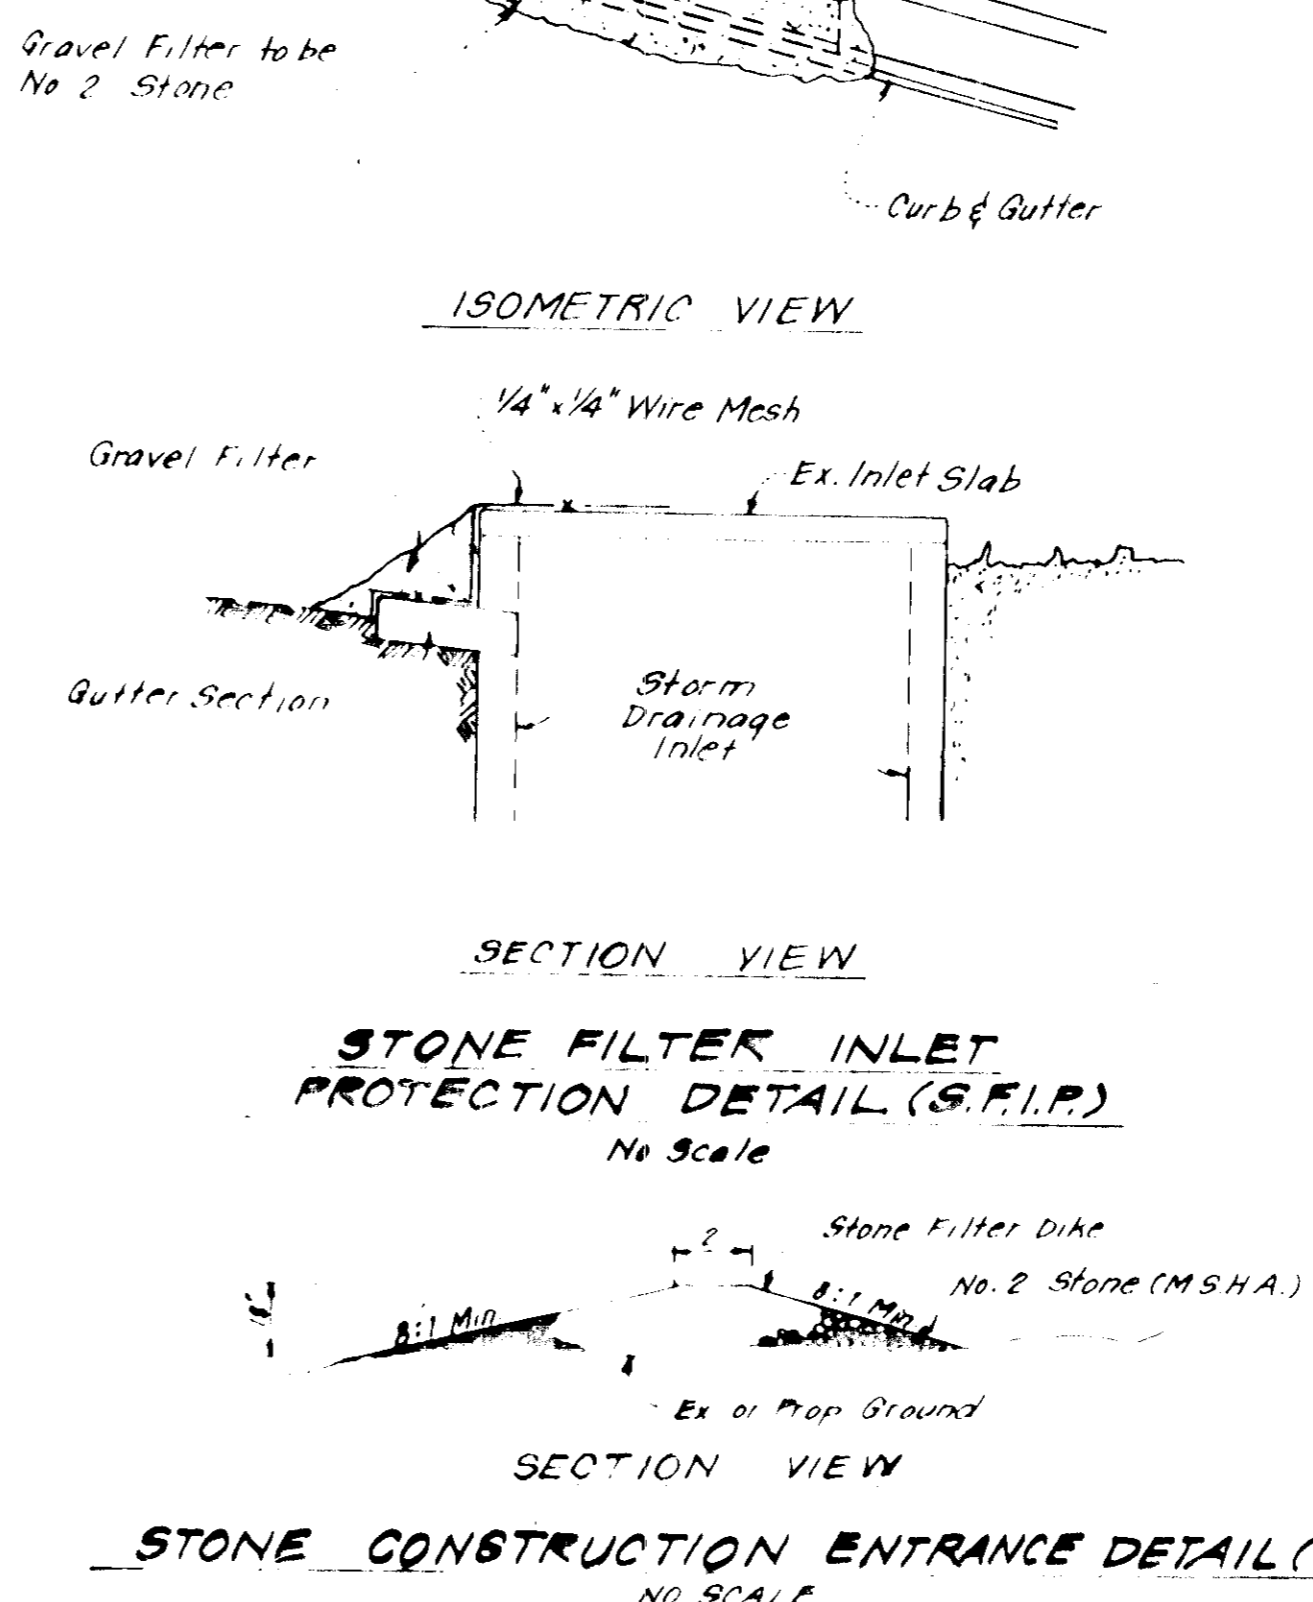 Gravel Filter to be
No 2 Stone
Curb & Gutter
ISOMETRIC VIEW
1/4" x 1/4" Wire Mesh
Gravel Filter
Ex. Inlet Slab
Gutter Section
Storm
Drainage
Inlet
SECTION VIEW
STONE FILTER INLET
PROTECTION DETAIL (S.F.I.P.)
No Scale
2
Stone Filter Dike
No. 2 Stone (M.S.H.A.)
8:1 Min.
8:1 Min.
Ex or Prop Ground
SECTION VIEW
STONE CONSTRUCTION ENTRANCE DETAIL (
NO SCALE